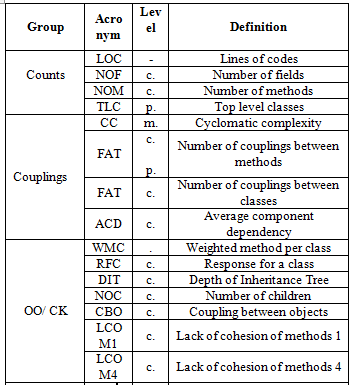 Group Acro Lev Definition
nym el
Counts
LOC - Lines of codes
NOF c. Number of fields
NOM c. Number of methods
TLC p. Top level classes
Couplings
CC m. Cyclomatic complexity
FAT c. Number of couplings between
p. methods
FAT c. Number of couplings between
classes
ACD c. Average component
dependency
OO/ CK
WMC . Weighted method per class
RFC c. Response for a class
DIT c. Depth of Inheritance Tree
NOC c. Number of children
CBO c. Coupling between objects
LCO c. Lack of cohesion of methods 1
M1
LCO c. Lack of cohesion of methods 4
M4